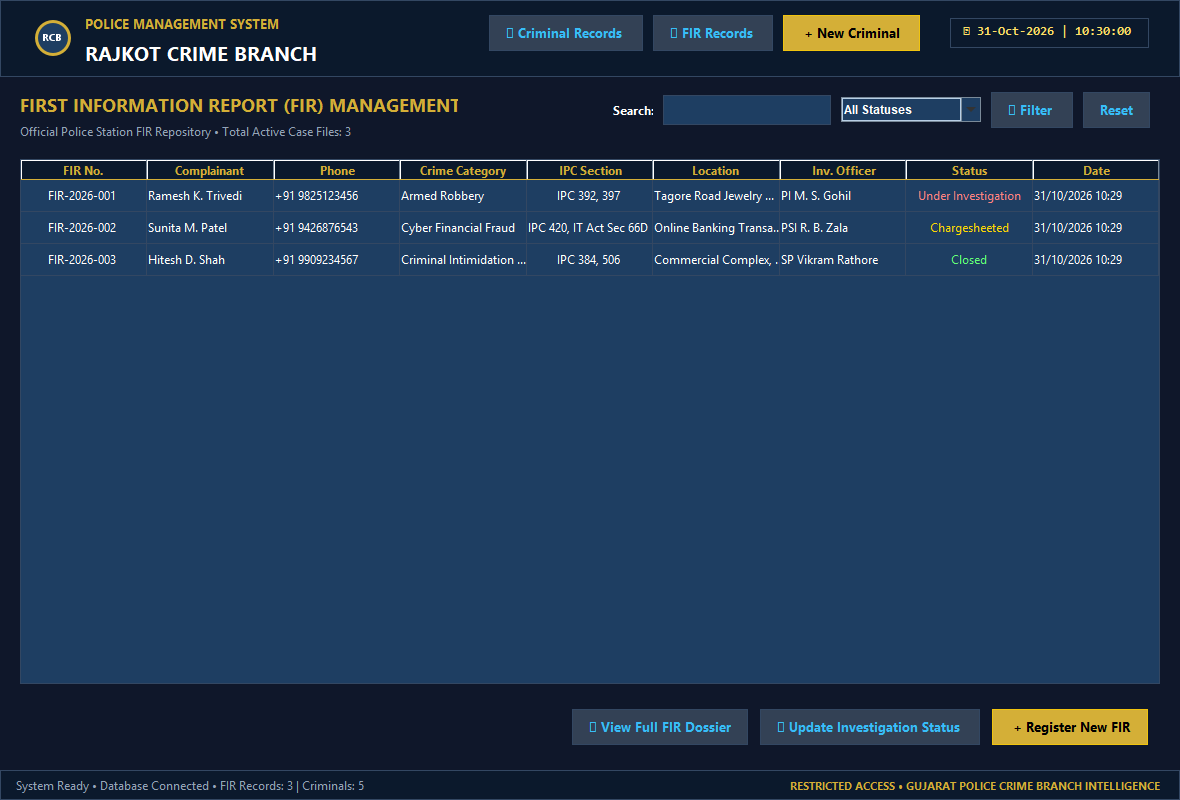 RCB
POLICE MANAGEMENT SYSTEM
RAJKOT CRIME BRANCH
Criminal Records
FIR Records
+ New Criminal
31-Oct-2026 | 10:30:00
FIRST INFORMATION REPORT (FIR) MANAGEMENT
Official Police Station FIR Repository • Total Active Case Files: 3
Search:
All Statuses
Filter
Reset
FIR No. Complainant Phone Crime Category IPC Section Location Inv. Officer Status Date
FIR-2026-001 Ramesh K. Trivedi +91 9825123456 Armed Robbery IPC 392, 397 Tagore Road Jewelry ... PI M. S. Gohil Under Investigation 31/10/2026 10:29
FIR-2026-002 Sunita M. Patel +91 9426876543 Cyber Financial Fraud IPC 420, IT Act Sec 66D Online Banking Transa.. PSI R. B. Zala Chargesheeted 31/10/2026 10:29
FIR-2026-003 Hitesh D. Shah +91 9909234567 Criminal Intimidation ... IPC 384, 506 Commercial Complex, . SP Vikram Rathore Closed 31/10/2026 10:29
View Full FIR Dossier
Update Investigation Status
+ Register New FIR
System Ready • Database Connected • FIR Records: 3 | Criminals: 5
RESTRICTED ACCESS • GUJARAT POLICE CRIME BRANCH INTELLIGENCE